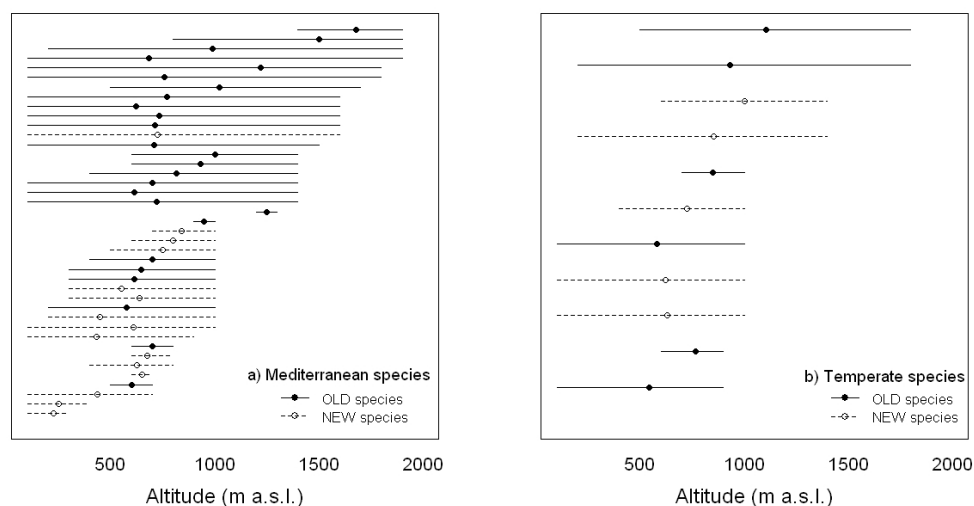 a) Mediterranean species
OLD species
NEW species
500 1000 1500 2000
Altitude (m a.s.l.)
b) Temperate species
OLD species
NEW species
500 1000 1500 2000
Altitude (m a.s.l.)